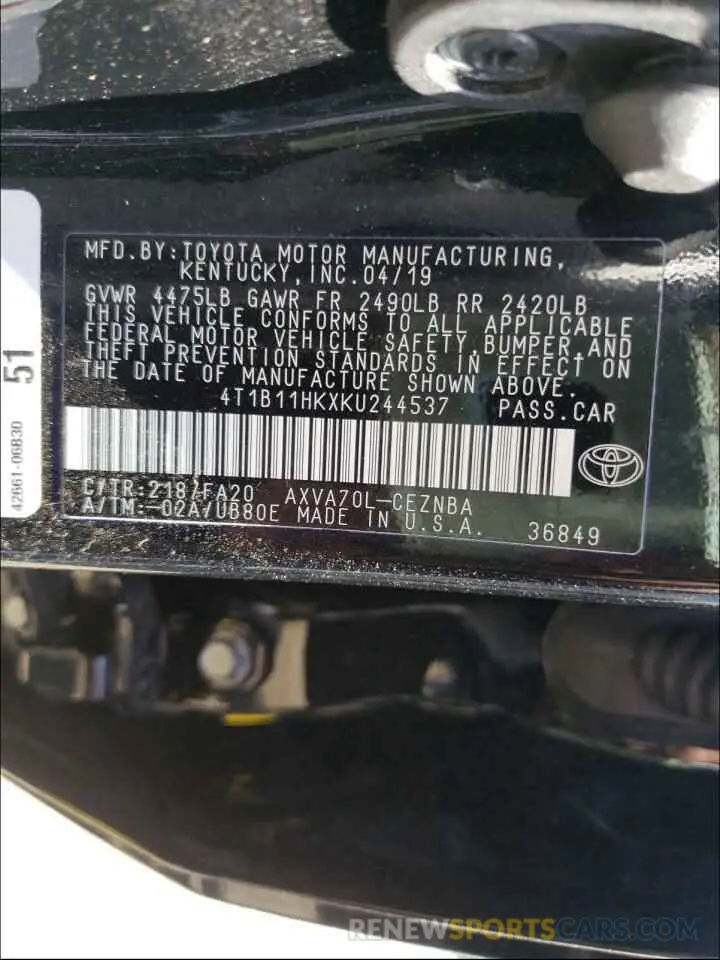 MFD.BY:TOYOTA MOTOR MANUFACTURING,
KENTUCKY,INC.04/19
GVWR 4475LB GAWR FR 2490LB RR 2420LB
THIS VEHICLE CONFORMS TO ALL APPLICABLE
FEDERAL MOTOR VEHICLE SAFETY,BUMPER,AND
THEFT PREVENTION STANDARDS IN EFFECT ON
THE DATE OF MANUFACTURE SHOWN ABOVE.
4T1B11HKXKU244537 PASS.CAR
C/TR:218/FA20 AXVA70L-CEZNBA
A/TM:-02A/UB80E MADE IN U.S.A. 36849
51
42661-06830
RENEWSPORTSCARS.COM